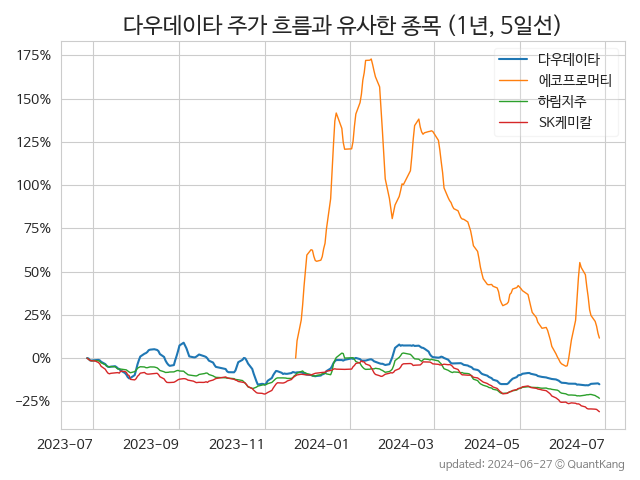 다우데이타 주가 흐름과 유사한 종목 (1년, 5일선)
다우데이타
에코프로머티
하림지주
SK케미칼
175%
150%
125%
100%
75%
50%
25%
0%
−25%
2023-07 2023-09 2023-11 2024-01 2024-03 2024-05 2024-07
updated: 2024-06-27 © QuantKang